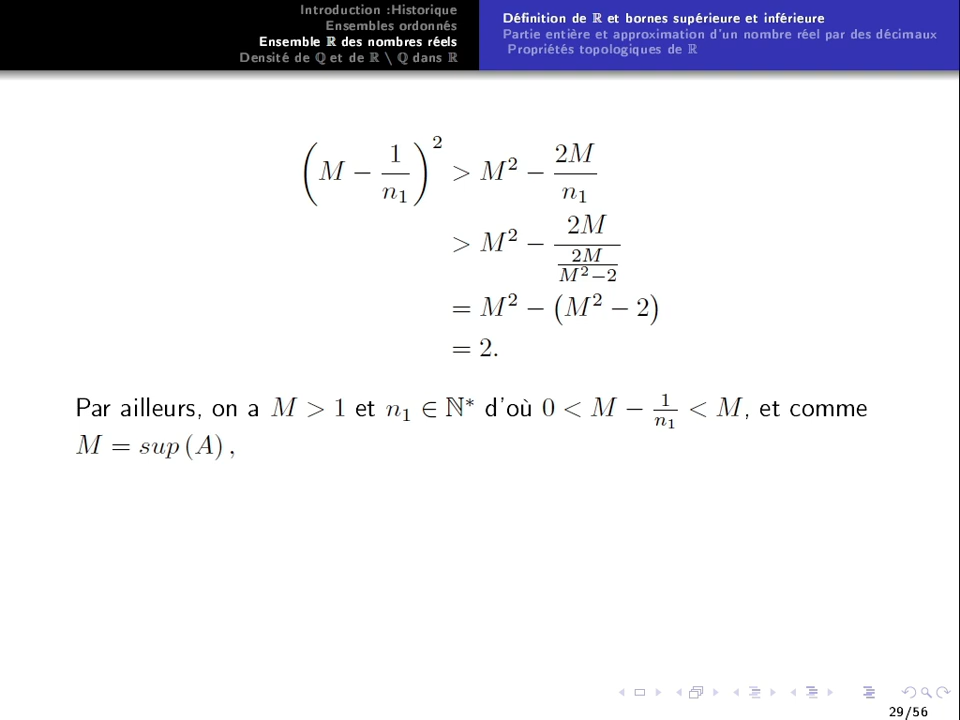 Introduction :Historique
Ensembles ordonnés
Ensemble ℝ des nombres réels
Densité de ℚ et de ℝ \ ℚ dans ℝ
Définition de ℝ et bornes supérieure et inférieure
Partie entière et approximation d'un nombre réel par des décimaux
Propriétés topologiques de ℝ
(M − 1/n₁)² > M² − 2M/n₁
> M² − 2M/(2M/(M²−2))
= M² − (M² − 2)
= 2.
Par ailleurs, on a M > 1 et n₁ ∈ ℕ* d'où 0 < M − 1/n₁ < M, et comme
M = sup (A) ,
29/56